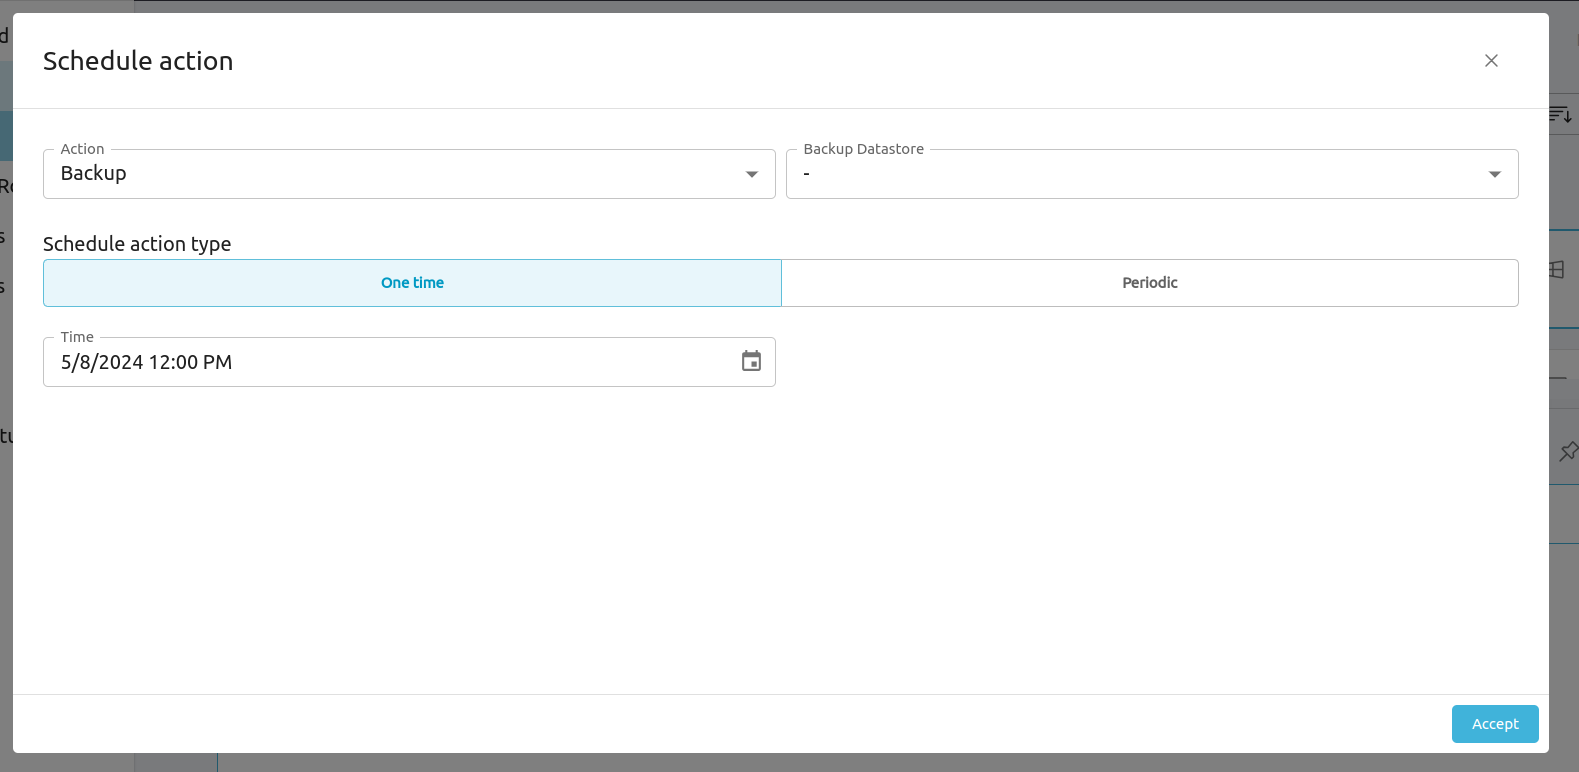 Schedule action
Action
Backup
Backup Datastore
-
Schedule action type
One time
Periodic
Time
5/8/2024 12:00 PM
Accept